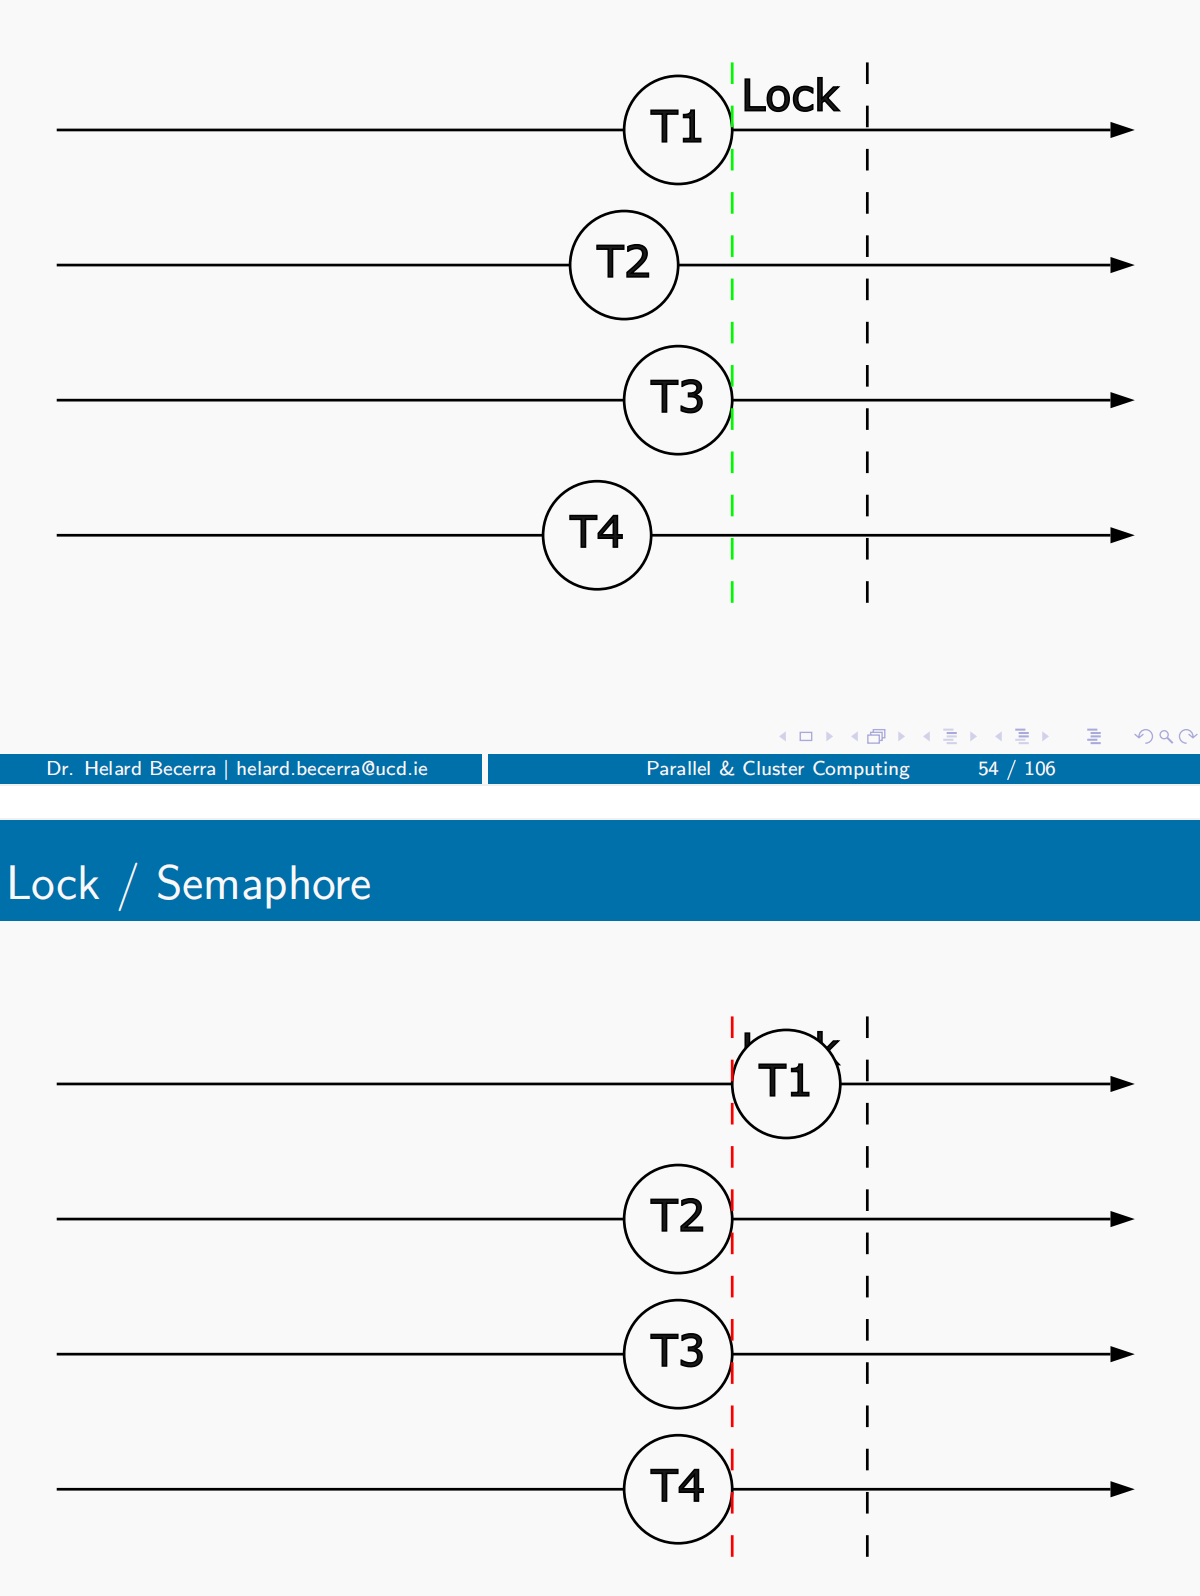 Lock
T1
T2
T3
T4
Dr. Helard Becerra | helard.becerra@ucd.ie Parallel & Cluster Computing 54 / 106
Lock / Semaphore
T1
T2
T3
T4